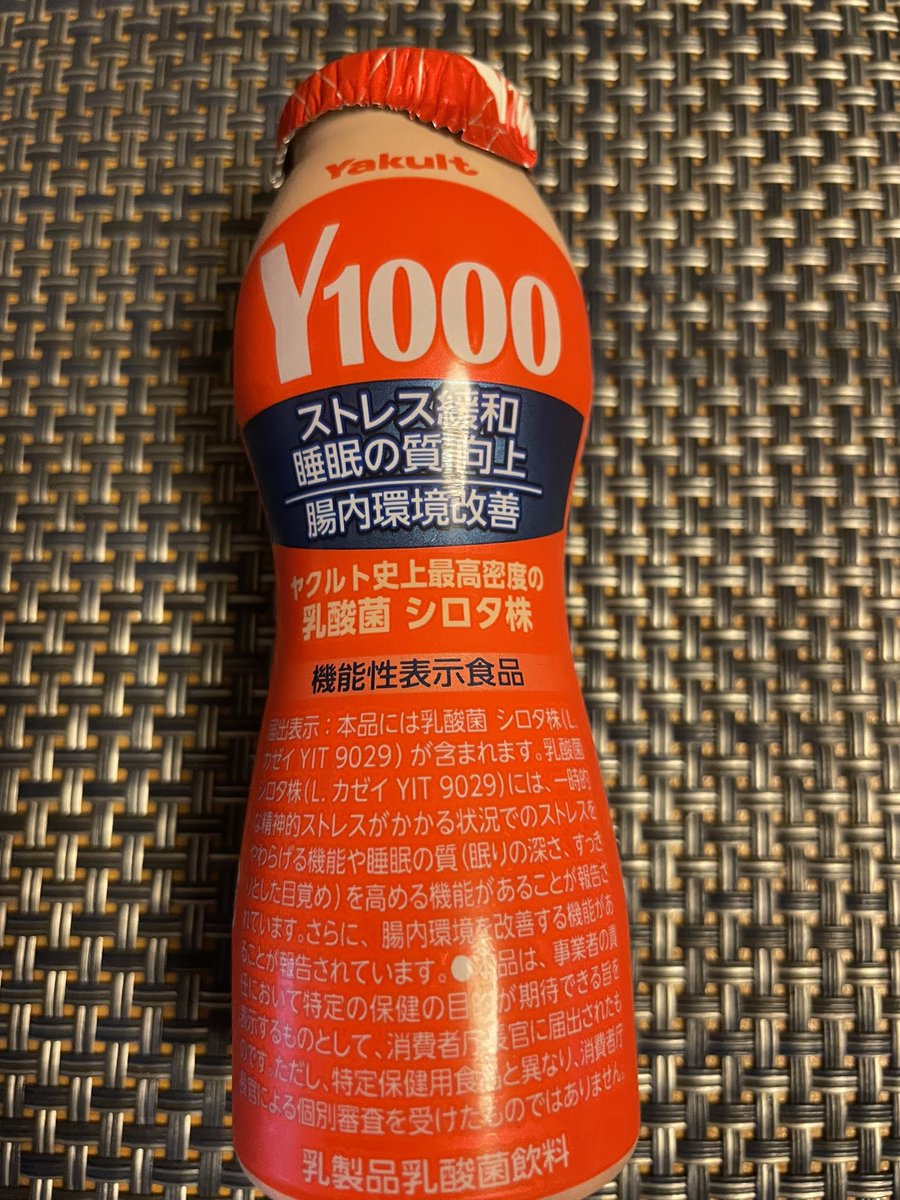 Yakult
Y1000
ストレス緩和
睡眠の質向上
腸内環境改善
ヤクルト史上最高密度の
乳酸菌 シロタ株
機能性表示食品
届出表示：本品には乳酸菌 シロタ株(L.
カゼイ YIT 9029) が含まれます。乳酸菌
シロタ株(L. カゼイ YIT 9029)には、一時的
な精神的ストレスがかかる状況でのストレスを
やわらげる機能や睡眠の質(眠りの深さ、すっき
りとした目覚め)を高める機能があることが報告さ
れています。さらに、腸内環境を改善する機能があ
ることが報告されています。●本品は、事業者の責
任において特定の保健の目的が期待できる旨を
表示するものとして、消費者庁長官に届出されたも
のです。ただし、特定保健用食品と異なり、消費者庁
長官による個別審査を受けたものではありません。
乳製品乳酸菌飲料